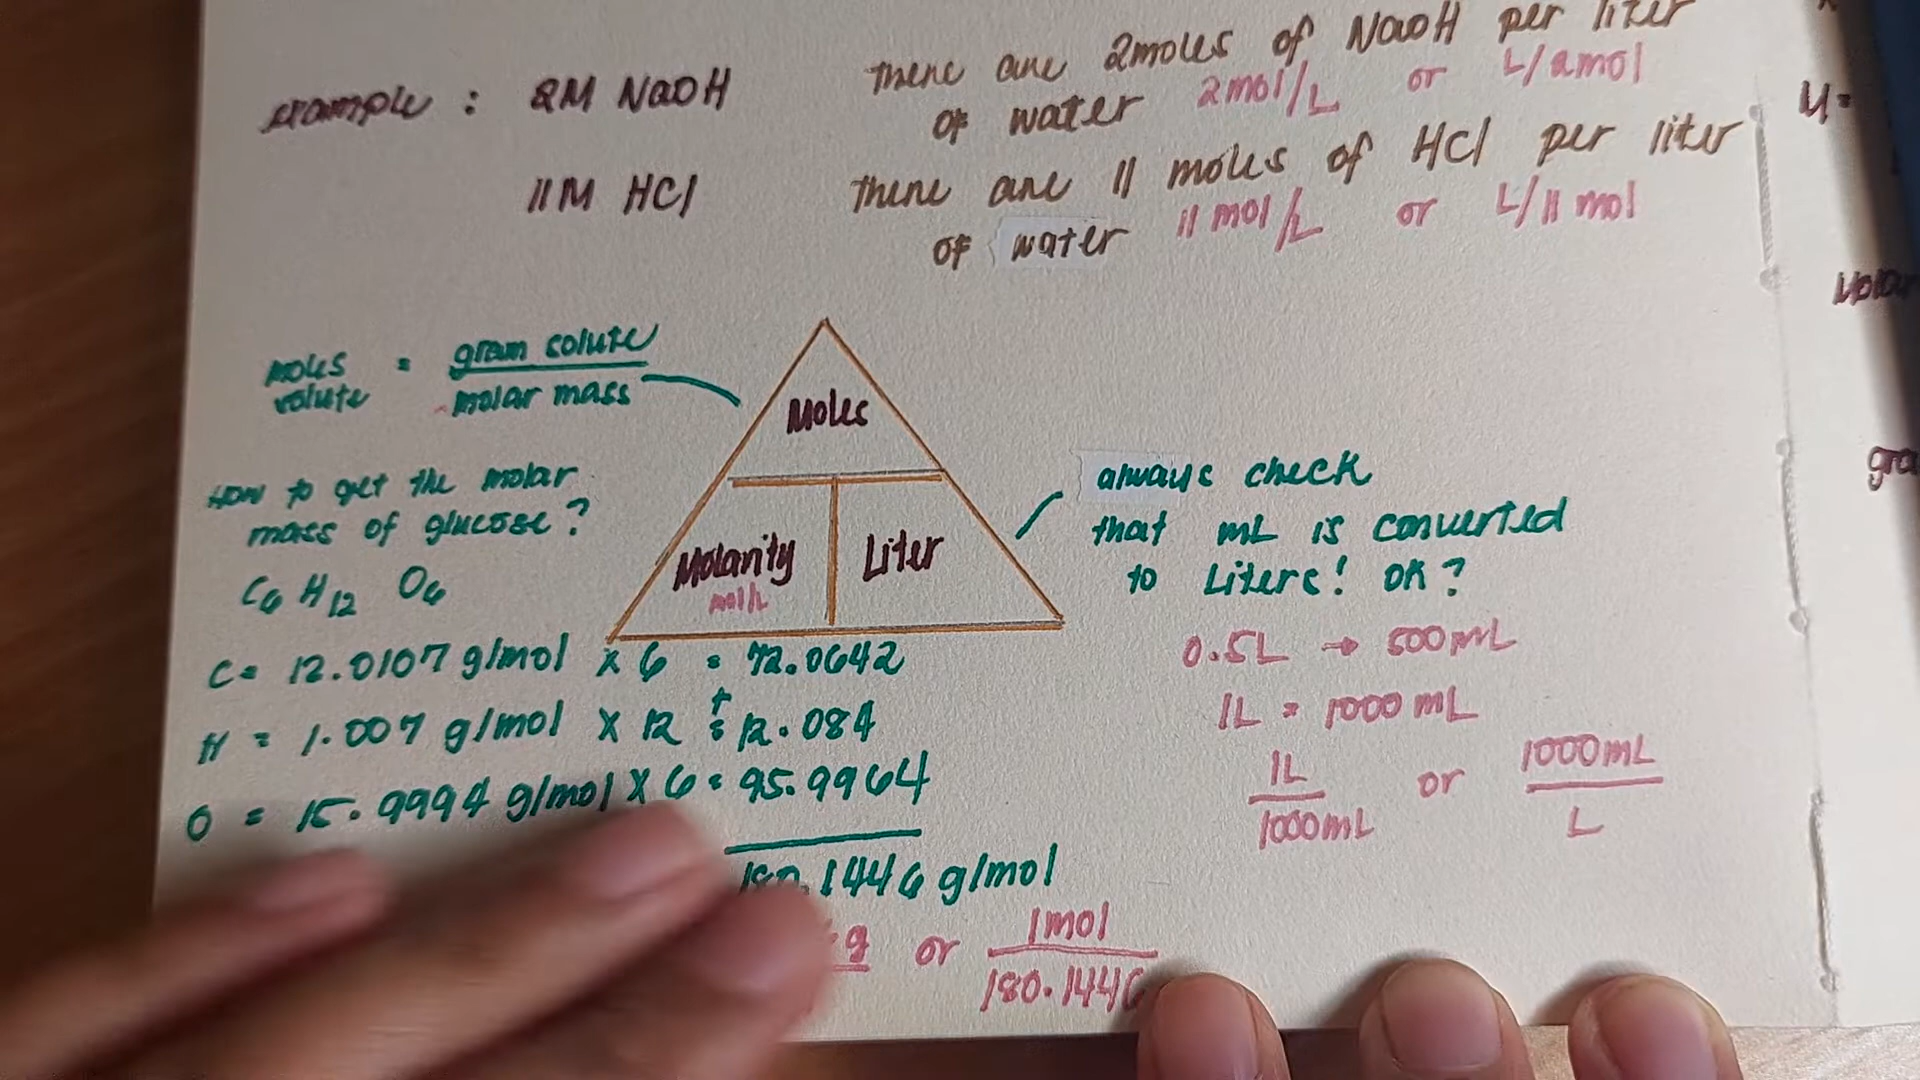 example : 2M NaOH
there are 2moles of NaOH per liter
of water 2mol/L or L/2mol
11M HCl
there are 11 moles of HCl per liter
of water 11 mol/L or L/11 mol
moles solute = gram solute
molar mass
Moles
Molarity
mol/L
Liter
How to get the molar
mass of glucose?
C6 H12 O6
C = 12.0107 g/mol x 6 = 72.0642
+
H = 1.007 g/mol x 12 = 12.084
O = 15.9994 g/mol x 6 = 95.9964
180.1446 g/mol
g or 1mol
180.1446
always check
that mL is converted
to Liters! OK?
0.5L → 500mL
1L = 1000 mL
1L or 1000mL
1000mL L
M=
Molar
gra